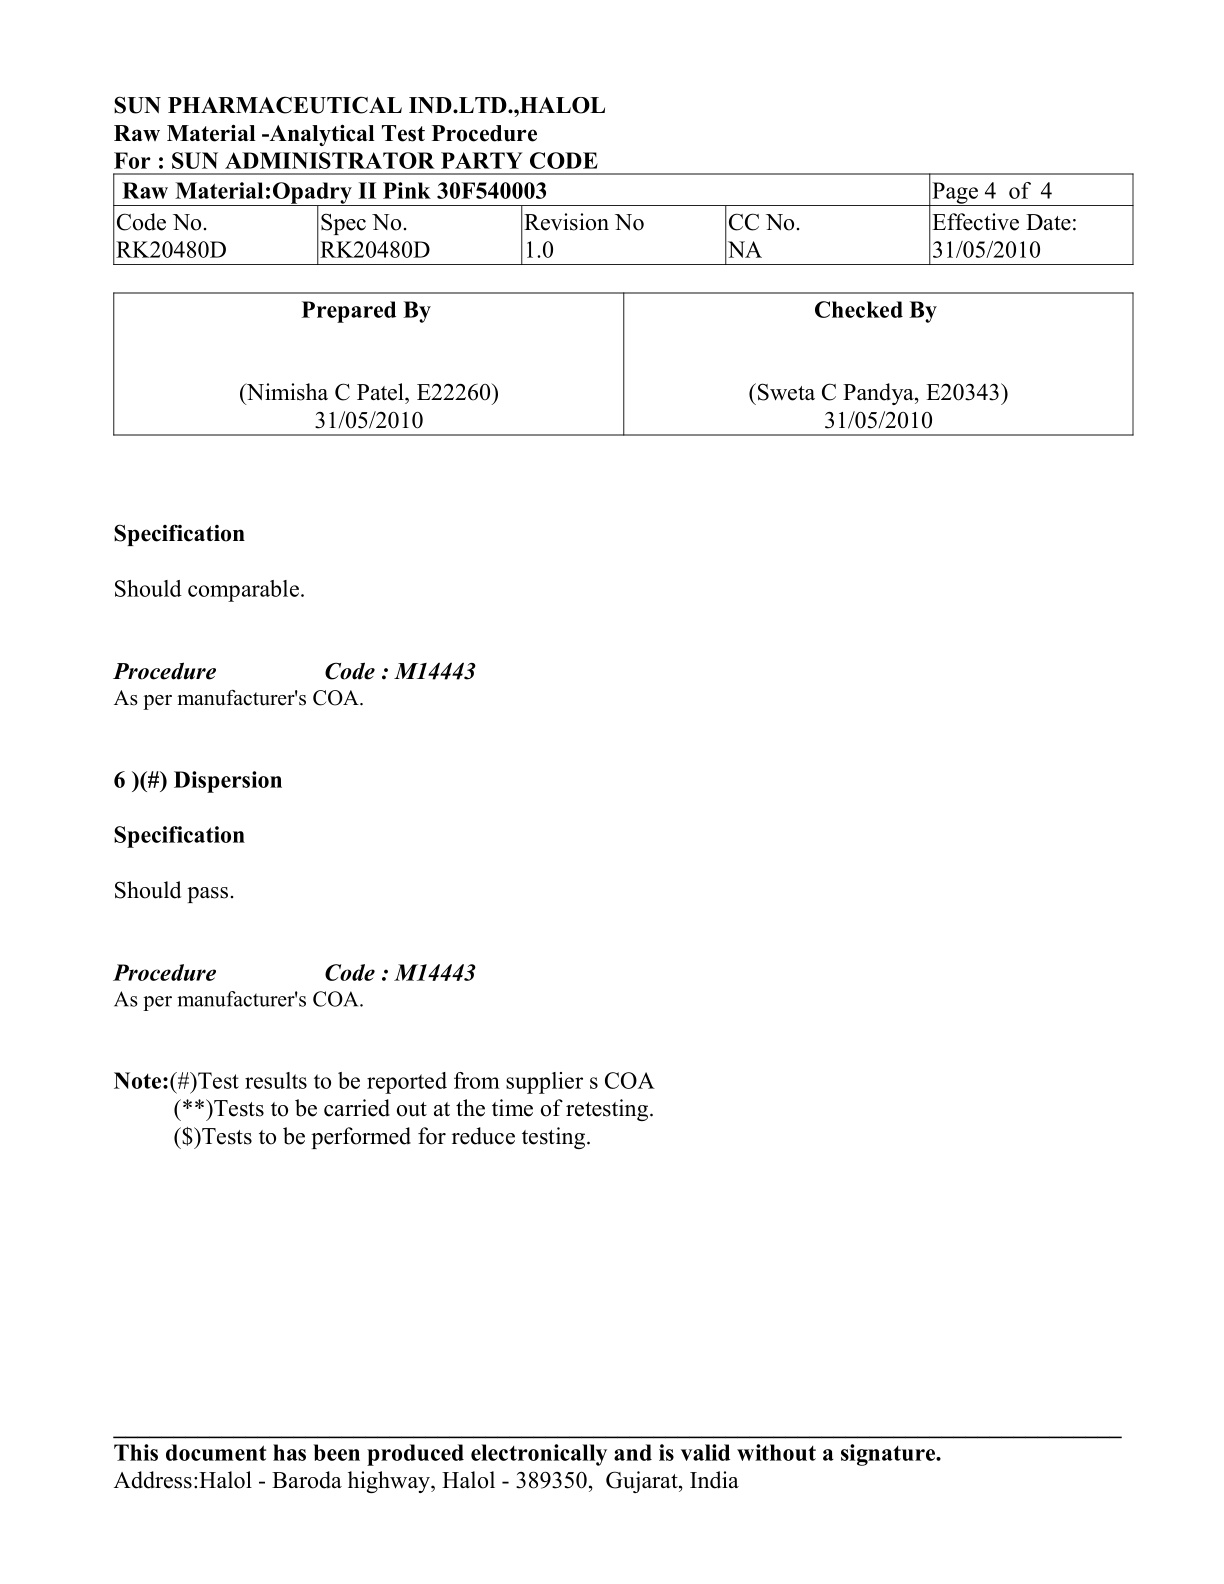 SUN PHARMACEUTICAL IND.LTD.,HALOL
Raw Material -Analytical Test Procedure
For : SUN ADMINISTRATOR PARTY CODE
Raw Material:Opadry II Pink 30F540003 Page 4 of 4
Code No. Spec No. Revision No CC No. Effective Date:
RK20480D RK20480D 1.0 NA 31/05/2010
Prepared By Checked By
(Nimisha C Patel, E22260) (Sweta C Pandya, E20343)
31/05/2010 31/05/2010
Specification
Should comparable.
Procedure Code : M14443
As per manufacturer's COA.
6 )(#) Dispersion
Specification
Should pass.
Procedure Code : M14443
As per manufacturer's COA.
Note:(#)Test results to be reported from supplier s COA
(**)Tests to be carried out at the time of retesting.
($)Tests to be performed for reduce testing.
This document has been produced electronically and is valid without a signature.
Address:Halol - Baroda highway, Halol - 389350, Gujarat, India